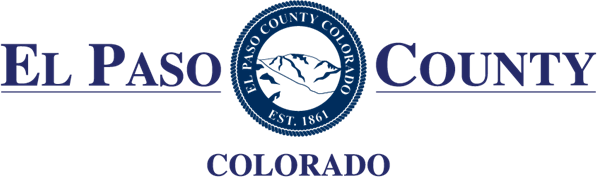 EL PASO COUNTY
EL PASO COUNTY COLORADO
EST. 1861
COLORADO